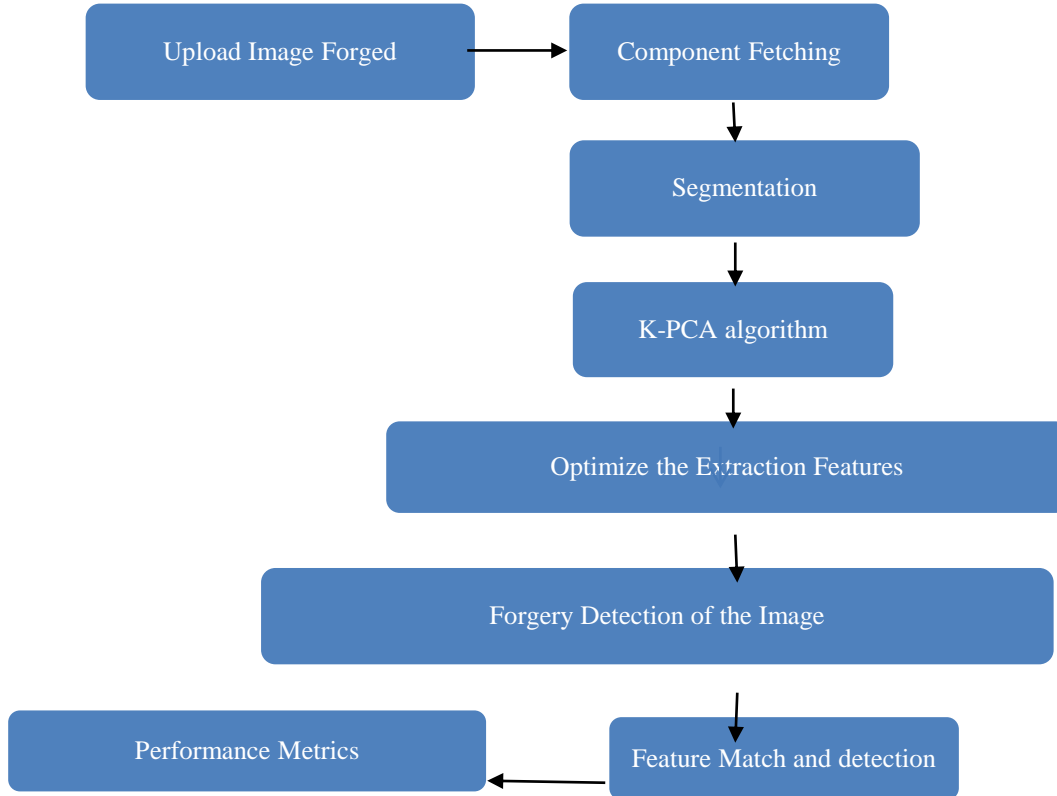 Upload Image Forged
Component Fetching
Segmentation
K-PCA algorithm
Optimize the Extraction Features
Forgery Detection of the Image
Feature Match and detection
Performance Metrics